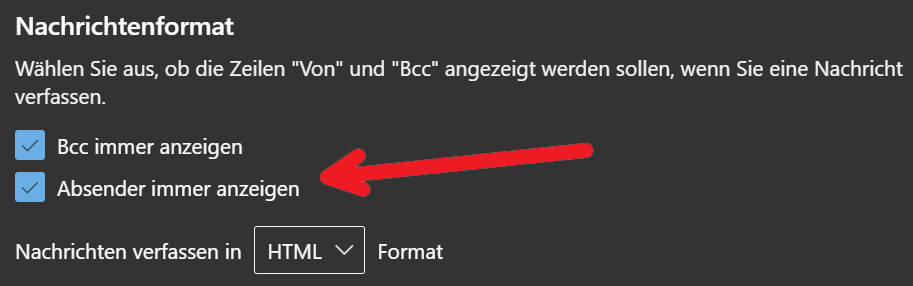 Nachrichtenformat
Wählen Sie aus, ob die Zeilen "Von" und "Bcc" angezeigt werden sollen, wenn Sie eine Nachricht
verfassen.
Bcc immer anzeigen
Absender immer anzeigen
Nachrichten verfassen in HTML Format